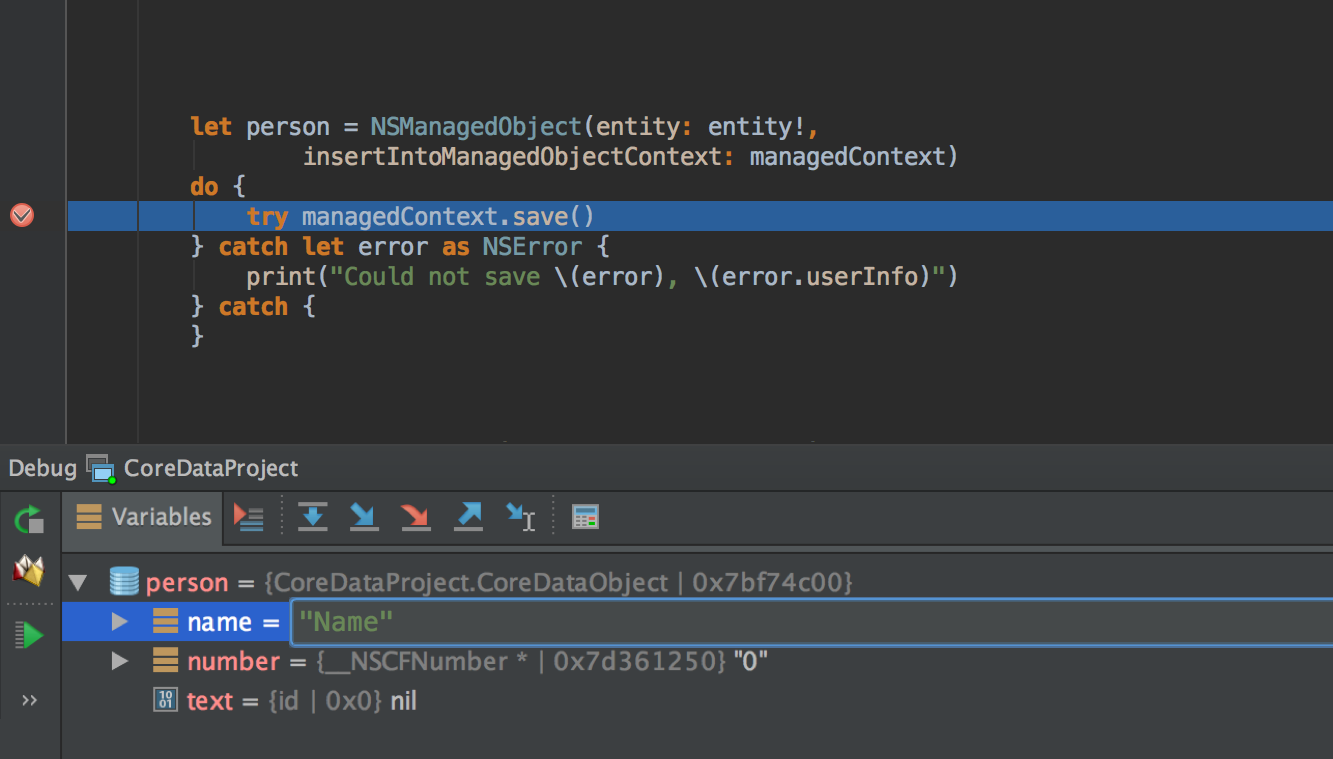 let person = NSManagedObject(entity: entity!,
insertIntoManagedObjectContext: managedContext)
do {
try managedContext.save()
} catch let error as NSError {
print("Could not save \(error), \(error.userInfo)")
} catch {
}
Debug CoreDataProject
Variables
person = {CoreDataProject.CoreDataObject | 0x7bf74c00}
name = "Name"
number = {__NSCFNumber * | 0x7d361250} "0"
text = {id | 0x0} nil